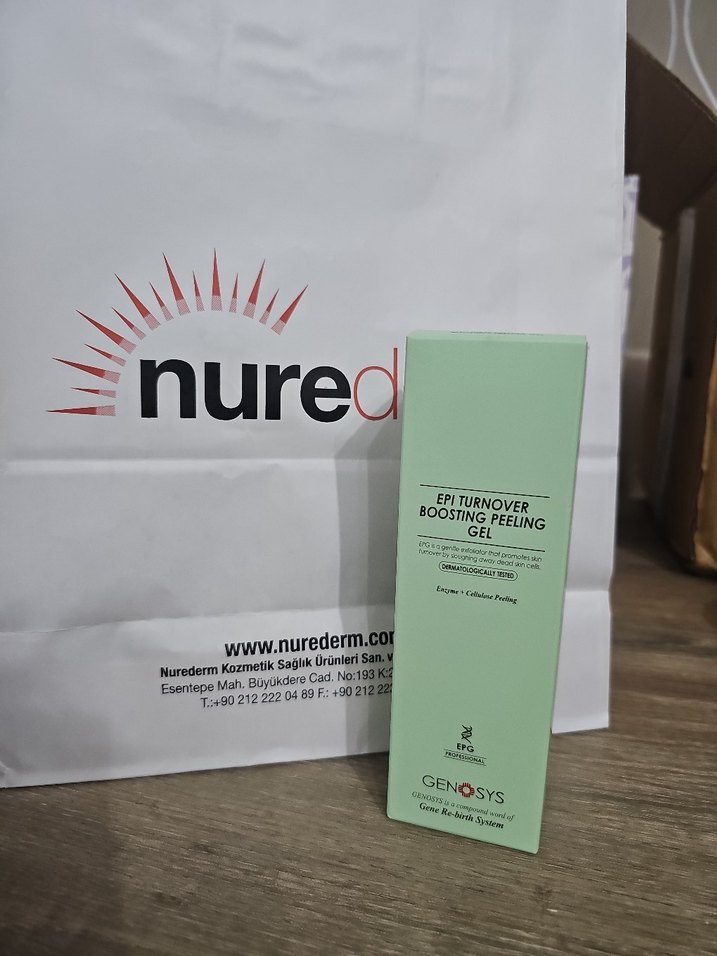 nured
www.nurederm.com
Nurederm Kozmetik Sağlık Ürünleri San. v
Esentepe Mah. Büyükdere Cad. No:193 K:2
T.:+90 212 222 04 89 F.: +90 212 222
EPI TURNOVER
BOOSTING PEELING
GEL
EPG is a gentle exfoliator that promotes skin
turnover by sloughing away dead skin cells.
DERMATOLOGICALLY TESTED
Enzyme + Cellulose Peeling
EPG
PROFESSIONAL
GENOSYS
GENOSYS is a compound word of
Gene Re-birth System